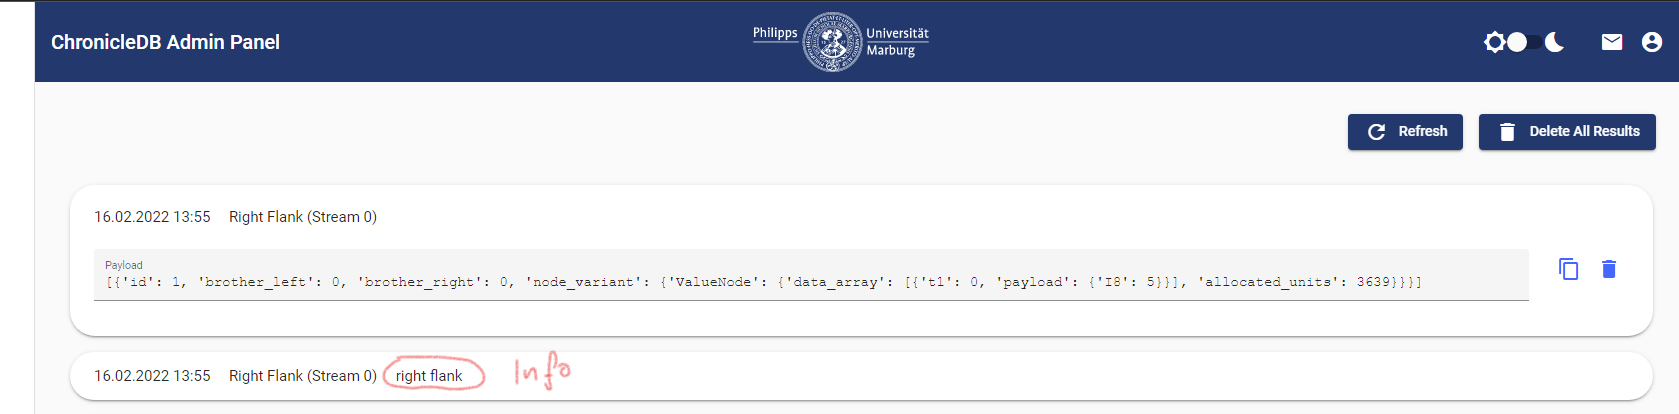 ChronicleDB Admin Panel
Philipps Universität
Marburg
Refresh
Delete All Results
16.02.2022 13:55 Right Flank (Stream 0)
Payload
[{'id': 1, 'brother_left': 0, 'brother_right': 0, 'node_variant': {'ValueNode': {'data_array': [{'t1': 0, 'payload': {'I8': 5}}], 'allocated_units': 3639}}}]
16.02.2022 13:55 Right Flank (Stream 0) right flank Info